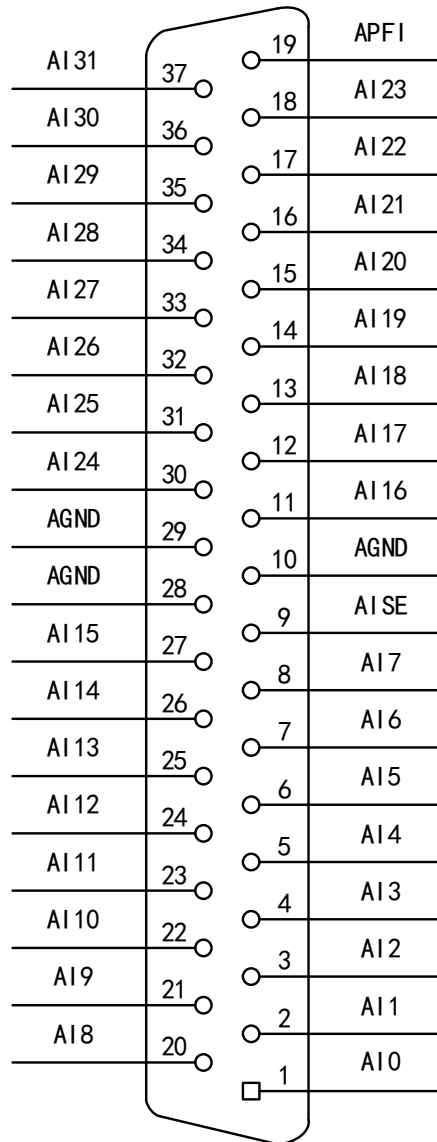 19 APFI
AI31 37
18 AI23
AI30 36
17 AI22
AI29 35
16 AI21
AI28 34
15 AI20
AI27 33
14 AI19
AI26 32
13 AI18
AI25 31
12 AI17
AI24 30
11 AI16
AGND 29
10 AGND
AGND 28
9 AISE
AI15 27
8 AI7
AI14 26
7 AI6
AI13 25
6 AI5
AI12 24
5 AI4
AI11 23
4 AI3
AI10 22
3 AI2
AI9 21
2 AI1
AI8 20
1 AI0